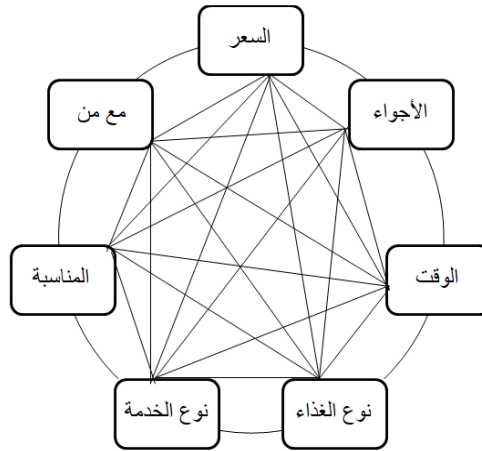 السعر
الأجواء
مع من
المناسبة
الوقت
نوع الغذاء
نوع الخدمة